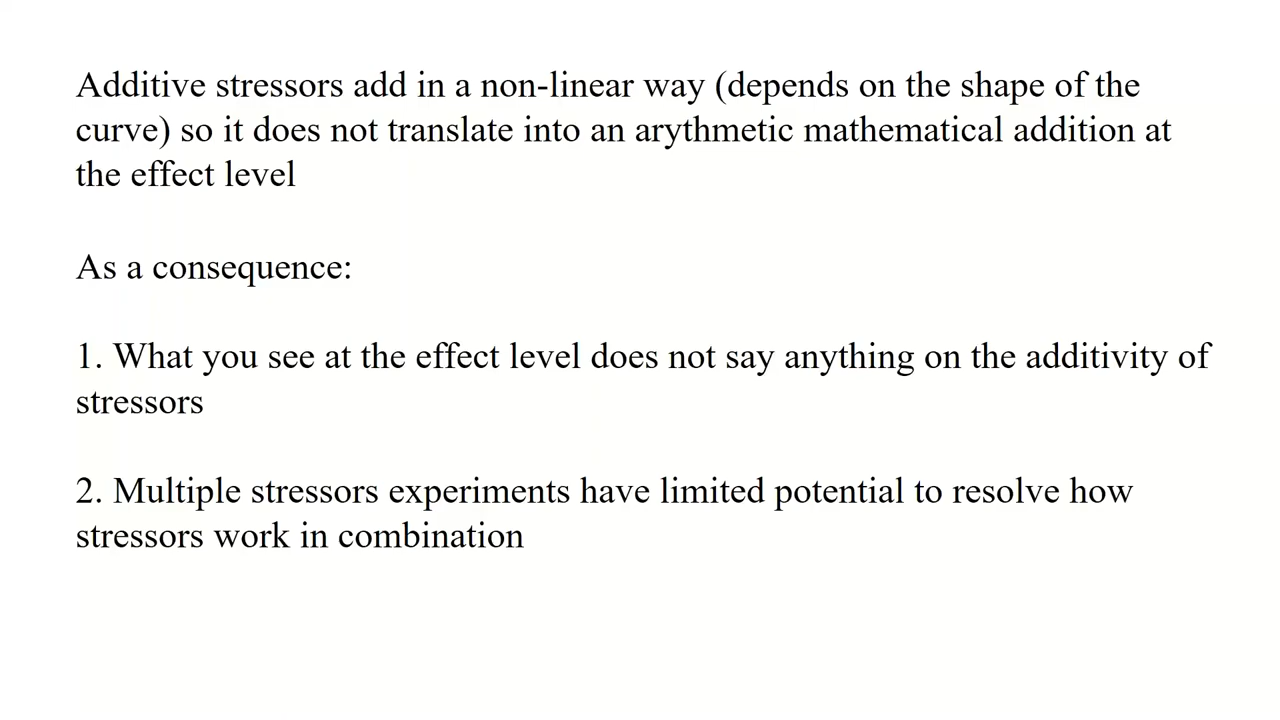 Additive stressors add in a non-linear way (depends on the shape of the
curve) so it does not translate into an arythmetic mathematical addition at
the effect level
As a consequence:
1. What you see at the effect level does not say anything on the additivity of
stressors
2. Multiple stressors experiments have limited potential to resolve how
stressors work in combination